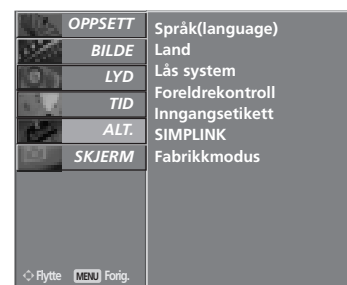 OPPSETT
BILDE
LYD
TID
ALT.
SKJERM
Flytte MENU Forig.
Språk(language)
Land
Lås system
Foreldrekontroll
Inngangsetikett
SIMPLINK
Fabrikkmodus